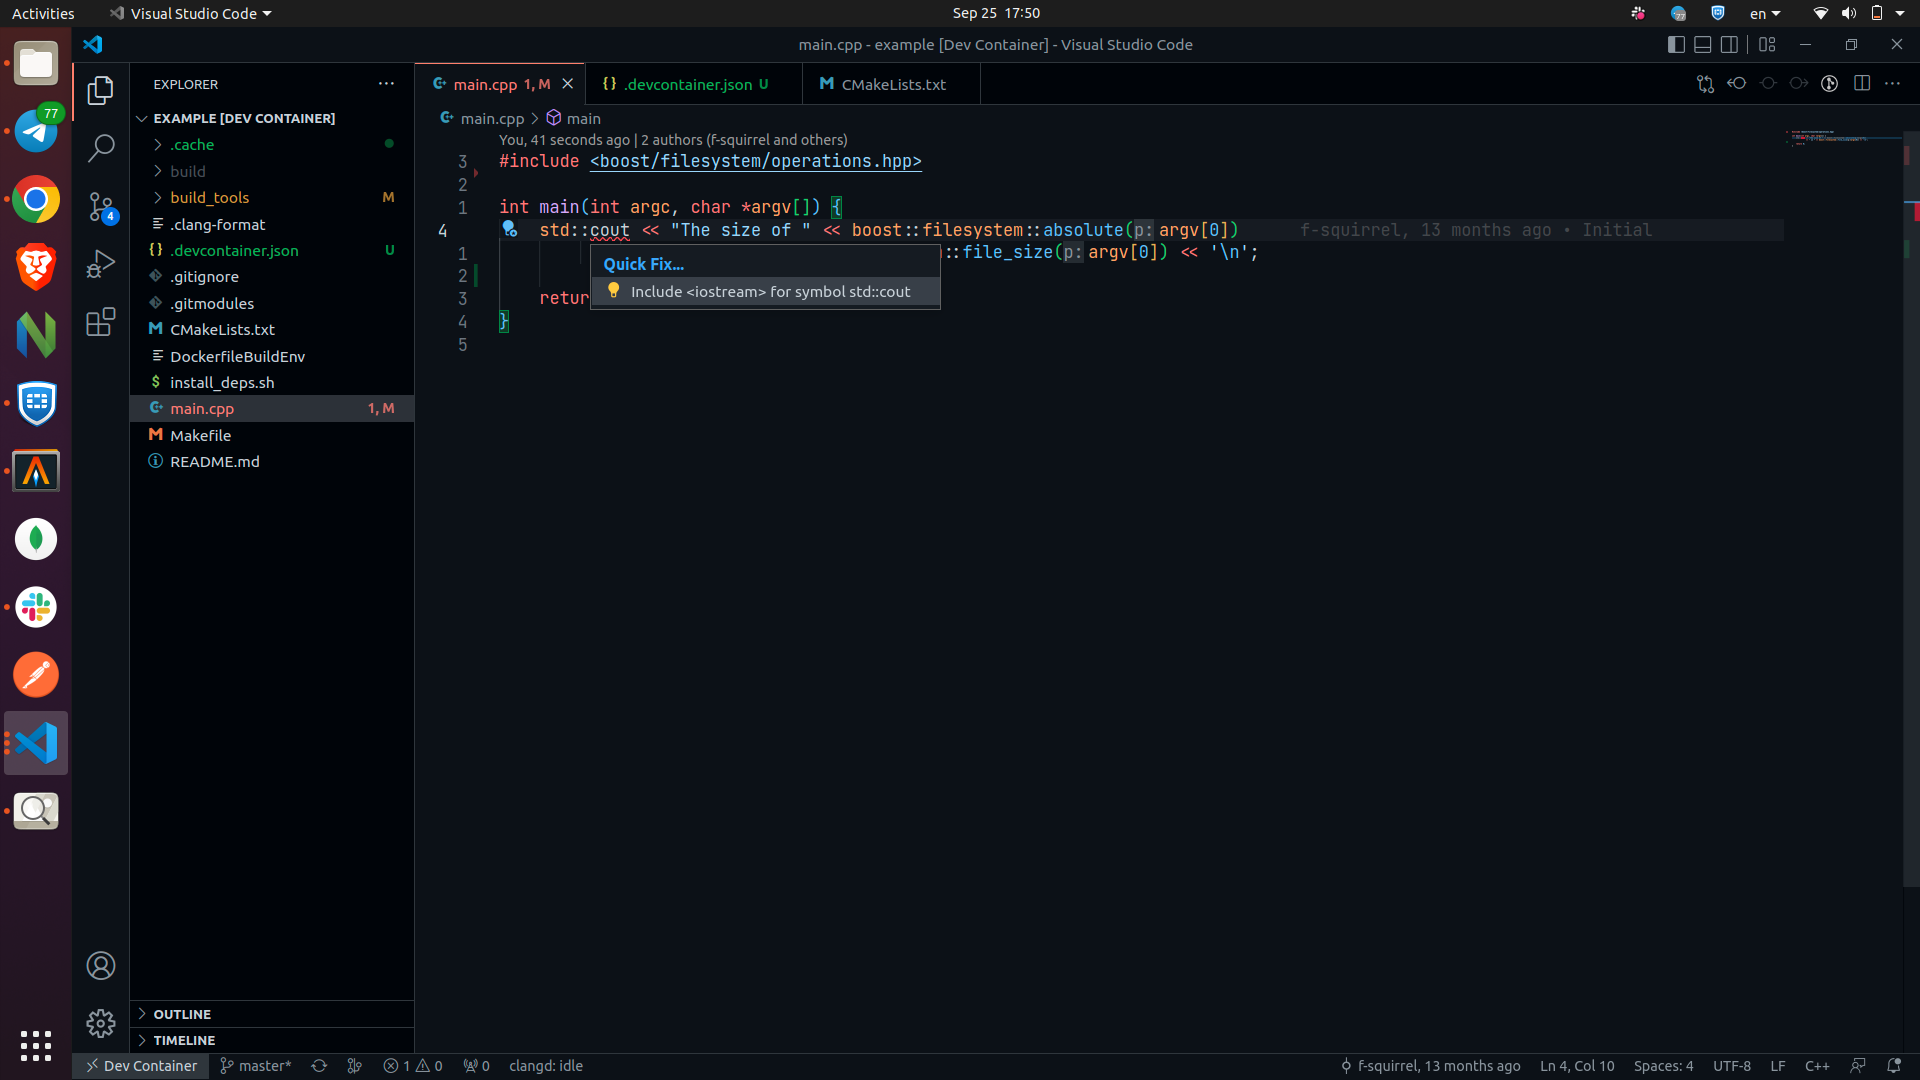 Activities
Visual Studio Code
Sep 25 17:50
77
en
main.cpp - example [Dev Container] - Visual Studio Code
77
EXPLORER
main.cpp 1, M
{} .devcontainer.json U
CMakeLists.txt
EXAMPLE [DEV CONTAINER]
main.cpp > main
.cache
build
build_tools M
.clang-format
{} .devcontainer.json U
.gitignore
.gitmodules
CMakeLists.txt
DockerfileBuildEnv
$ install_deps.sh
main.cpp 1, M
Makefile
README.md
4
You, 41 seconds ago | 2 authors (f-squirrel and others)
3 #include <boost/filesystem/operations.hpp>
2
1 int main(int argc, char *argv[]) {
4 std::cout << "The size of " << boost::filesystem::absolute(p: argv[0]) f-squirrel, 13 months ago • Initial
1 ::file_size(p: argv[0]) << '\n';
2
3 retur
4 }
5
Quick Fix...
Include <iostream> for symbol std::cout
OUTLINE
TIMELINE
Dev Container
master*
1
0
0
clangd: idle
f-squirrel, 13 months ago
Ln 4, Col 10
Spaces: 4
UTF-8
LF
C++